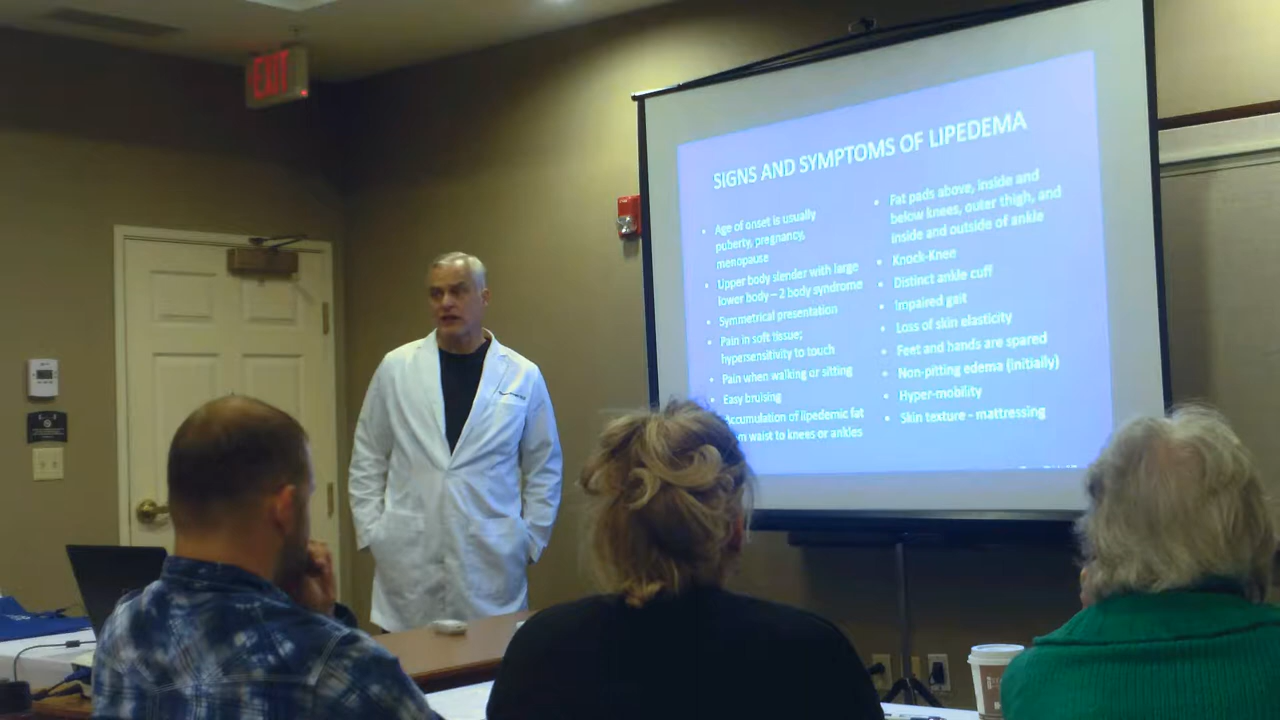 EXIT
SIGNS AND SYMPTOMS OF LIPEDEMA
• Age of onset is usually
puberty, pregnancy,
menopause
• Upper body slender with large
lower body – 2 body syndrome
• Symmetrical presentation
• Pain in soft tissue;
hypersensitivity to touch
• Pain when walking or sitting
• Easy bruising
Accumulation of lipedemic fat
waist to knees or ankles
• Fat pads above, inside and
below knees, outer thigh, and
inside and outside of ankle
• Knock-Knee
• Distinct ankle cuff
• Impaired gait
• Loss of skin elasticity
• Feet and hands are spared
• Non-pitting edema (initially)
• Hyper-mobility
• Skin texture - mattressing